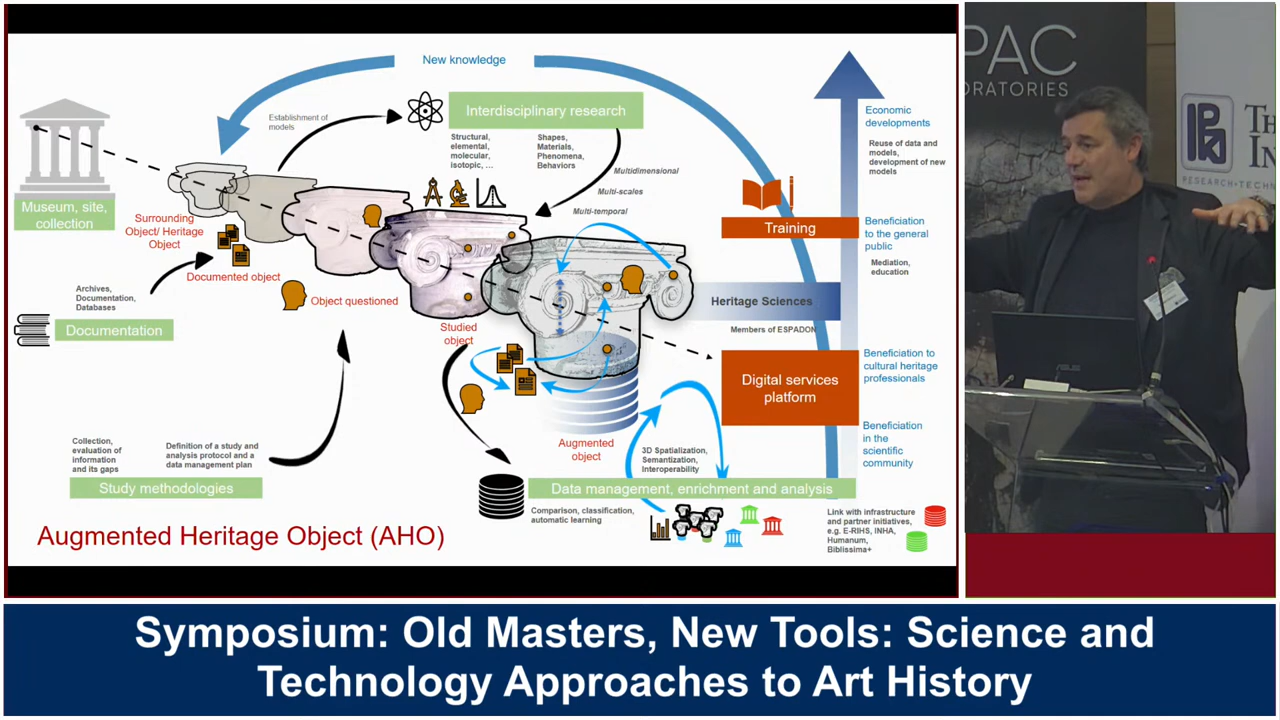 New knowledge
Establishment of
models
Interdisciplinary research
Structural,
elemental,
molecular,
isotopic, ...
Shapes,
Materials,
Phenomena,
Behaviors
Multidimensional
Multi-scales
Multi-temporal
Museum, site,
collection
Surrounding
Object/ Heritage
Object
Documented object
Archives,
Documentation,
Databases
Documentation
Object questioned
Studied
object
Augmented
object
Collection,
evaluation of
information
and its gaps
Definition of a study and
analysis protocol and a
data management plan
Study methodologies
Augmented Heritage Object (AHO)
3D Spatialization,
Semantization,
Interoperability
Data management, enrichment and analysis
Comparison, classification,
automatic learning
Training
Heritage Sciences
Members of ESPADON
Digital services
platform
Economic
developments
Reuse of data and
models,
development of new
models
Beneficiation
to the general
public
Mediation,
education
Beneficiation to
cultural heritage
professionals
Beneficiation
in the
scientific
community
Link with infrastructure
and partner initiatives,
e.g. E-RIHS, INHA,
Humanum,
Biblissima+
PAC
ORATORIES
TH
IN
RESEARCH+TECHN
ASUS
Symposium: Old Masters, New Tools: Science and
Technology Approaches to Art History